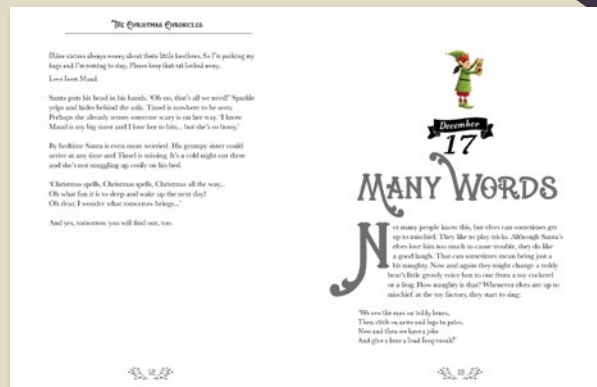 The Christmas Chronicles
Older sisters always worry about their little brothers. So I'm packing my
bags and I'm coming to stay. Please keep that cat locked away.
Love from Maud
Santa puts his head in his hands. 'Oh no, that's all we need!' Sparkle
yelps and hides behind the sofa. Tinsel is nowhere to be seen.
Perhaps she already senses someone scary is on her way. 'I know
Maud is my big sister and I love her to bits... but she's so bossy.'
By bedtime Santa is even more worried. His grumpy sister could
arrive at any time and Tinsel is missing. It's a cold night out there
and she's not snuggling up cosily on his bed.
'Christmas spells, Christmas spells, Christmas all the way...
Oh what fun it is to sleep and wake up the next day!
Oh dear, I wonder what tomorrow brings...'
And yes, tomorrow you will find out, too.
12
December
17
Many Words
Not many people know this, but elves can sometimes get
up to mischief. They like to play tricks. Although Santa's
elves love him too much to cause trouble, they do like
a good laugh. That can sometimes mean being just a
bit naughty. Now and again they might change a teddy
bear's little growly voice box to one from a toy cockerel
or a frog. How naughty is that? Whenever elves are up to
mischief at the toy factory, they start to sing:
'We sew the ears on teddy bears,
Then stitch on arms and legs in pairs.
Now and then we have a joke
And give a bear a loud frog-croak!'
13